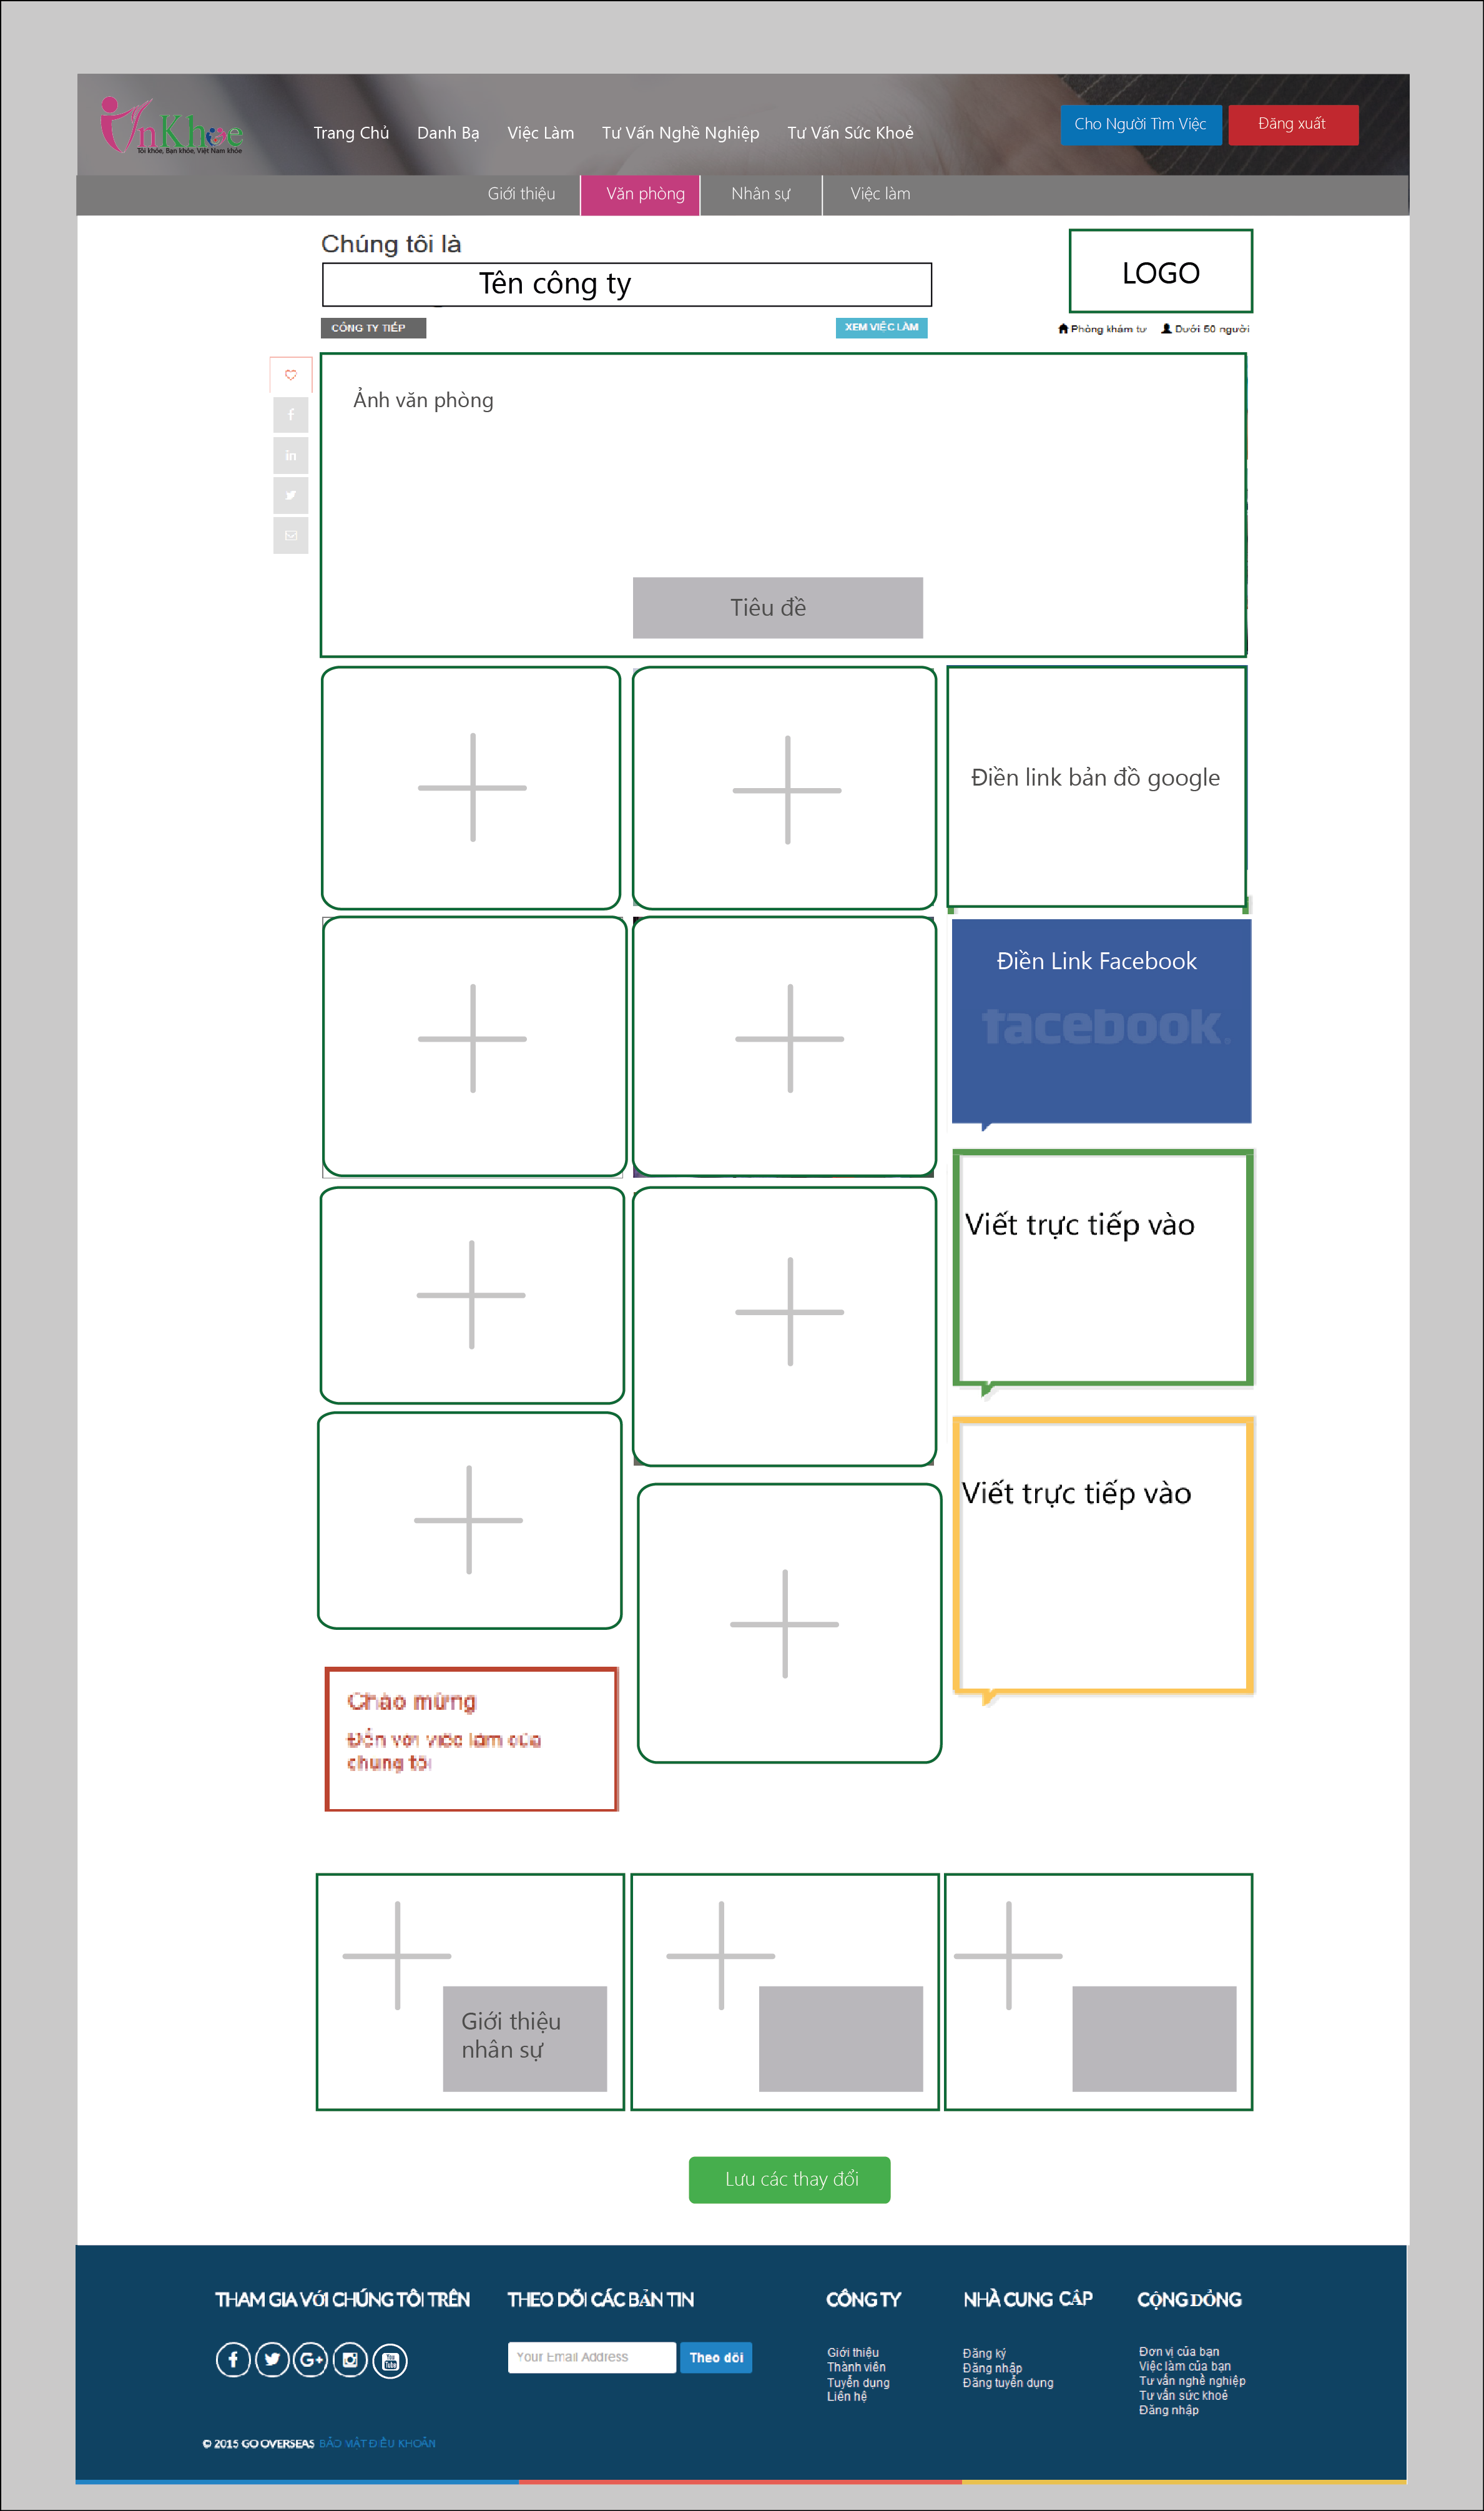 VnKhỏe
Tôi khỏe, Bạn khỏe, Việt Nam khỏe
Trang Chủ Danh Bạ Việc Làm Tư Vấn Nghề Nghiệp Tư Vấn Sức Khoẻ
Cho Người Tìm Việc Đăng xuất
Giới thiệu Văn phòng Nhân sự Việc làm
Chúng tôi là
Tên công ty
LOGO
CÔNG TY TIẾP
XEM VIỆC LÀM
Phòng khám tư Dưới 50 người
Ảnh văn phòng
Tiêu đề
Điền link bản đồ google
Điền Link Facebook
facebook.
Viết trực tiếp vào
Viết trực tiếp vào
Chào mừng
Đến với việc làm của
chúng tôi
Giới thiệu
nhân sự
Lưu các thay đổi
THAM GIA VỚI CHÚNG TÔI TRÊN
THEO DÕI CÁC BẢN TIN
Your Email Address Theo dõi
CÔNG TY
Giới thiệu
Thành viên
Tuyển dụng
Liên hệ
NHÀ CUNG CẤP
Đăng ký
Đăng nhập
Đăng tuyển dụng
CỘNG ĐỒNG
Đơn vị của bạn
Việc làm của bạn
Tư vấn nghề nghiệp
Tư vấn sức khoẻ
Đăng nhập
© 2015 GO OVERSEAS BẢO MẬT ĐIỀU KHOẢN